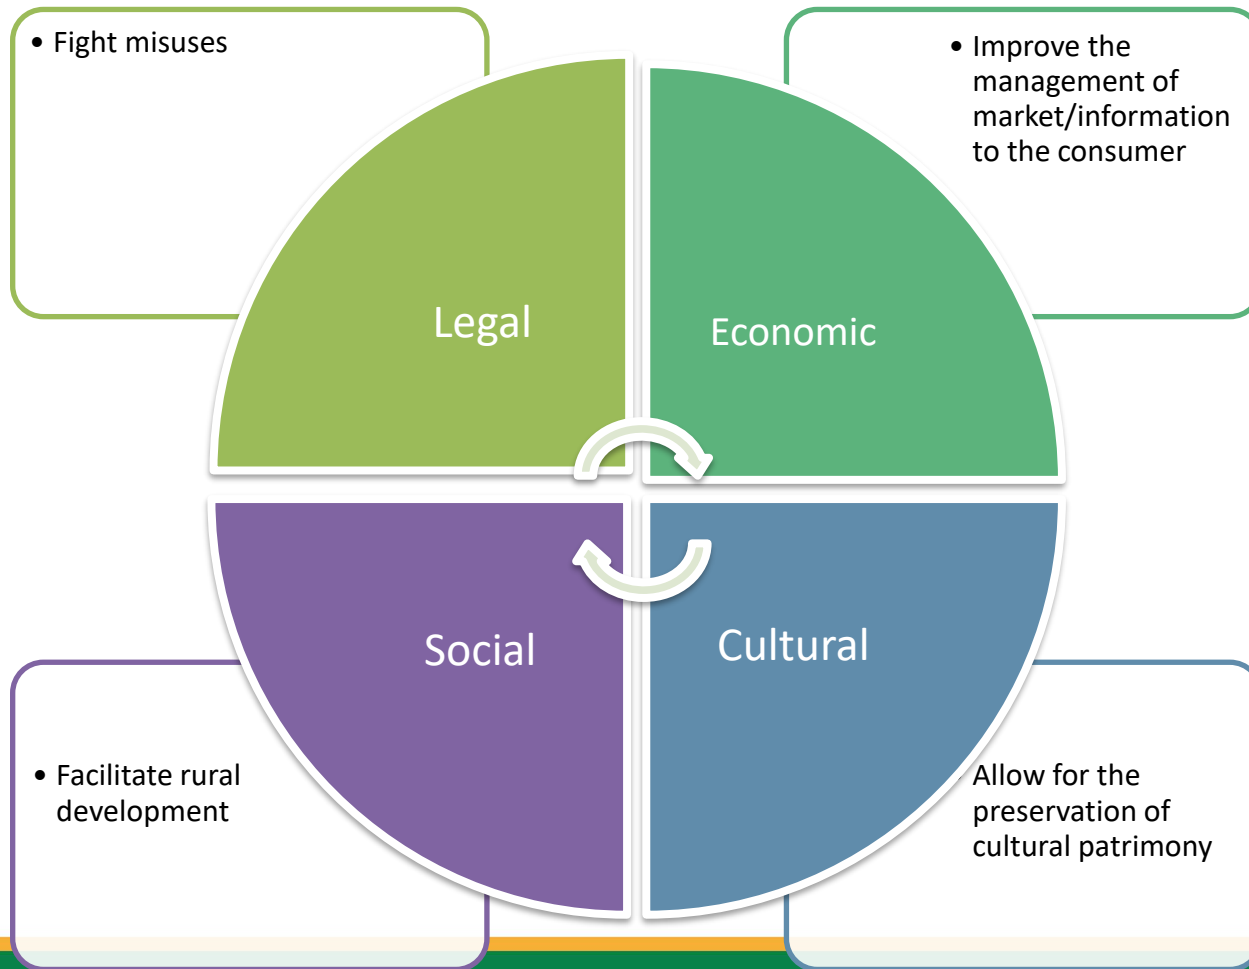 • Fight misuses
• Improve the
management of
market/information
to the consumer
Legal
Economic
Social
Cultural
• Facilitate rural
development
• Allow for the
preservation of
cultural patrimony